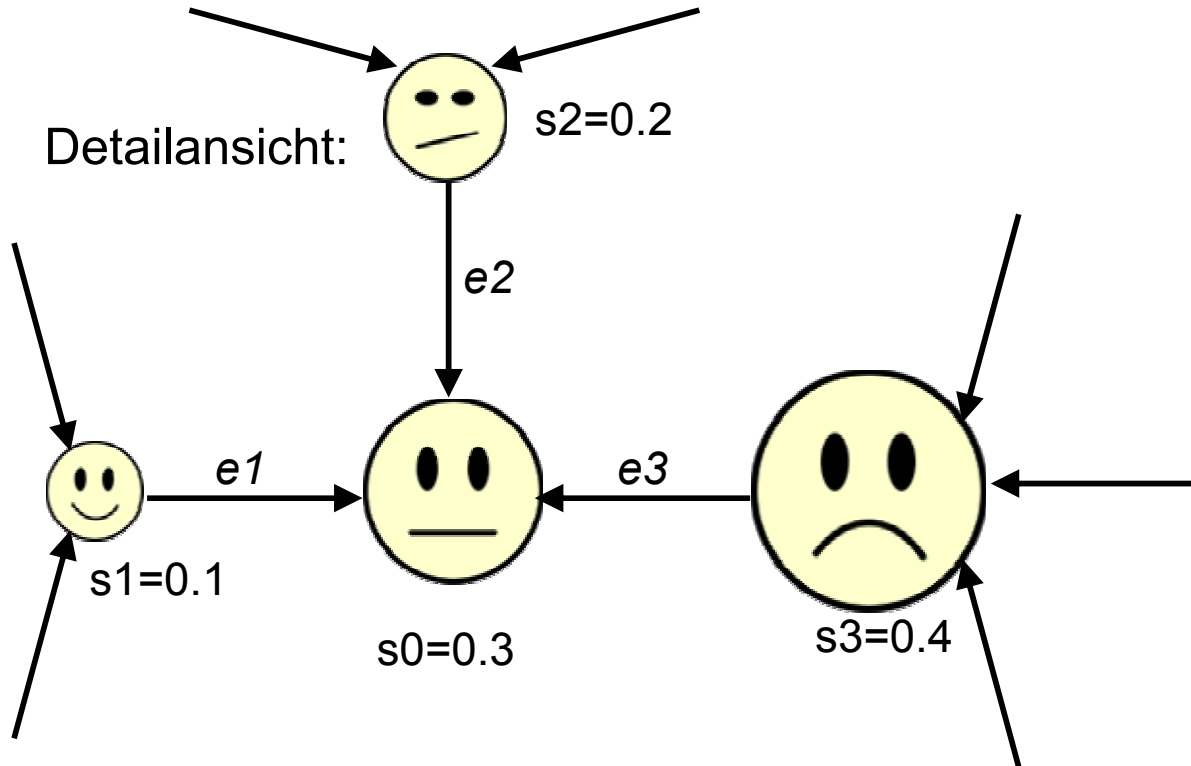 s2=0.2
Detailansicht:
e2
e1
e3
s1=0.1
s0=0.3
s3=0.4